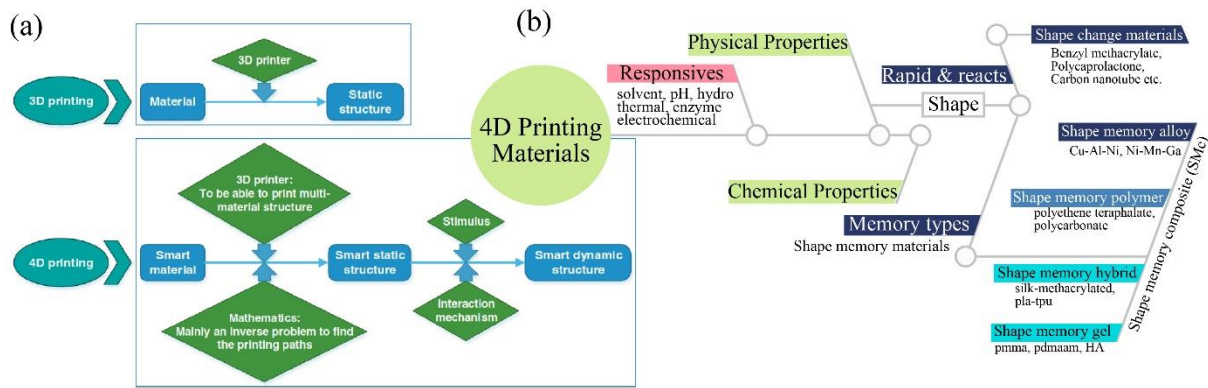 (a)
3D printing
3D printer
Material
Static
structure
4D printing
3D printer:
To be able to print multi-
material structure
Smart
material
Mathematics:
Mainly an inverse problem to find
the printing paths
Smart static
structure
Stimulus
Interaction
mechanism
Smart dynamic
structure
(b)
4D Printing
Materials
Responsives
solvent, pH, hydro
thermal, enzyme
electrochemical
Physical Properties
Chemical Properties
Shape
Rapid & reacts
Shape change materials
Benzyl methacrylate,
Polycaprolactone,
Carbon nanotube etc.
Memory types
Shape memory materials
Shape memory alloy
Cu-Al-Ni, Ni-Mn-Ga
Shape memory polymer
polyethene teraphalate,
polycarbonate
Shape memory hybrid
silk-methacrylated,
pla-tpu
Shape memory gel
pmma, pdmaam, HA
Shape memory composite (SMc)